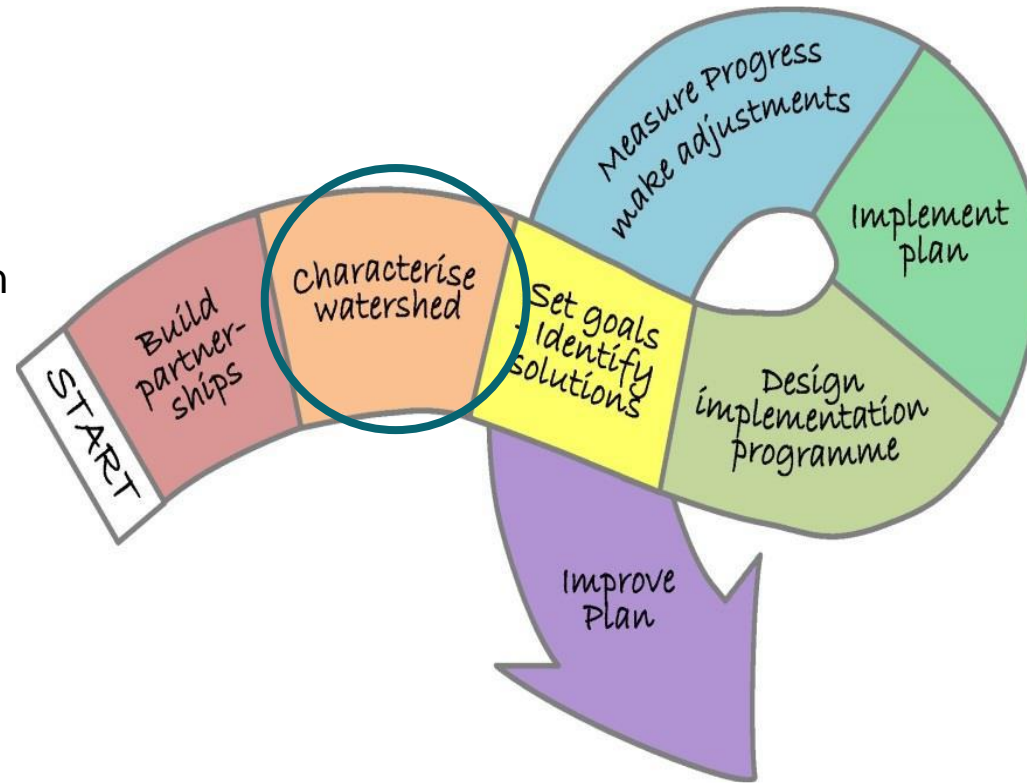 n
START
Build
partner-
ships
Characterise
watershed
Set goals
- Identify
solutions
Design
implementation
programme
Implement
plan
Measure Progress
make adjustments
Improve
Plan